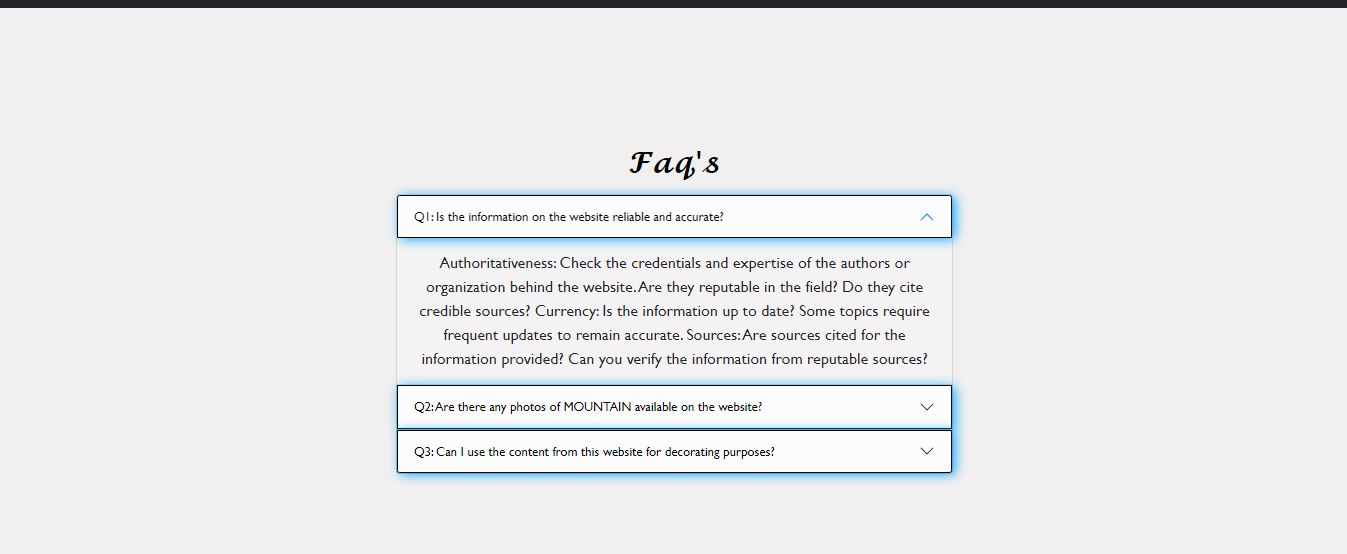 Faq's
Q1: Is the information on the website reliable and accurate?
Authoritativeness: Check the credentials and expertise of the authors or
organization behind the website. Are they reputable in the field? Do they cite
credible sources? Currency: Is the information up to date? Some topics require
frequent updates to remain accurate. Sources: Are sources cited for the
information provided? Can you verify the information from reputable sources?
Q2: Are there any photos of MOUNTAIN available on the website?
Q3: Can I use the content from this website for decorating purposes?